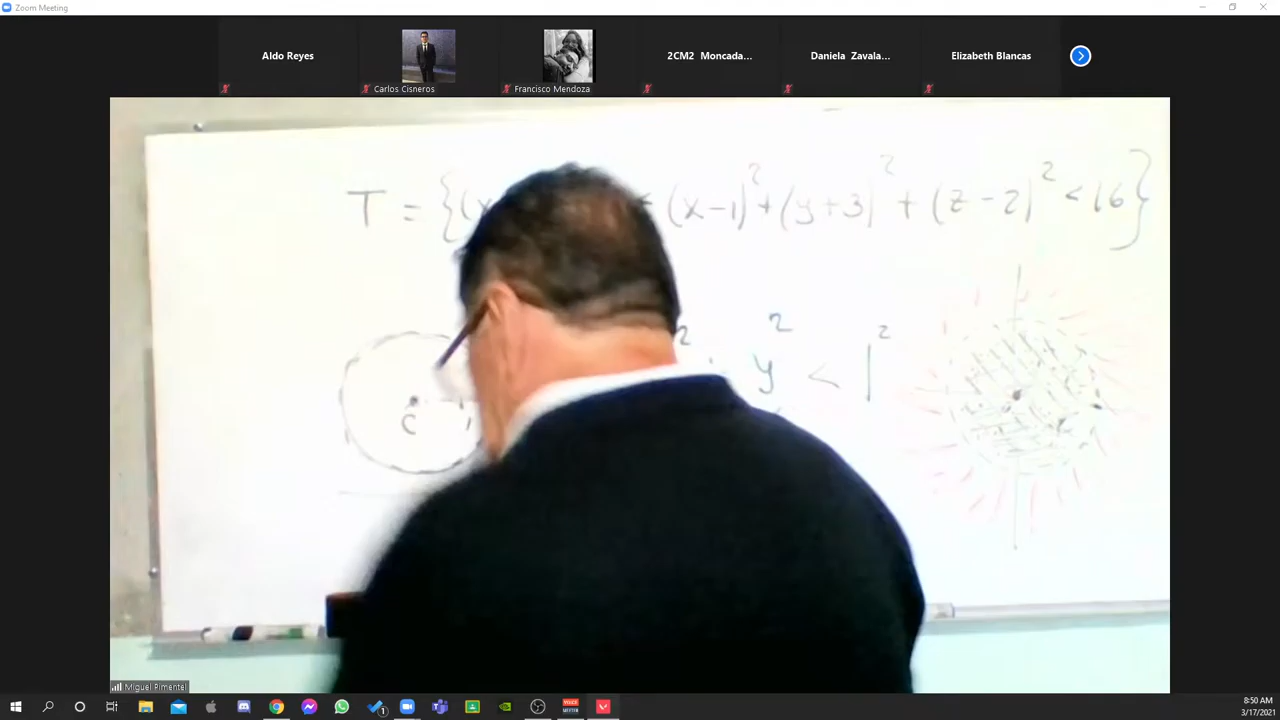 Zoom Meeting
Aldo Reyes
2CM2 Moncada...
Daniela Zavala...
Elizabeth Blancas
Carlos Cisneros
Francisco Mendoza
T = {(x (x-1)² + (y+3)² + (z-2)² < 16}
² y² < 1²
C
Miguel Pimentel
8:50 AM
3/17/2021